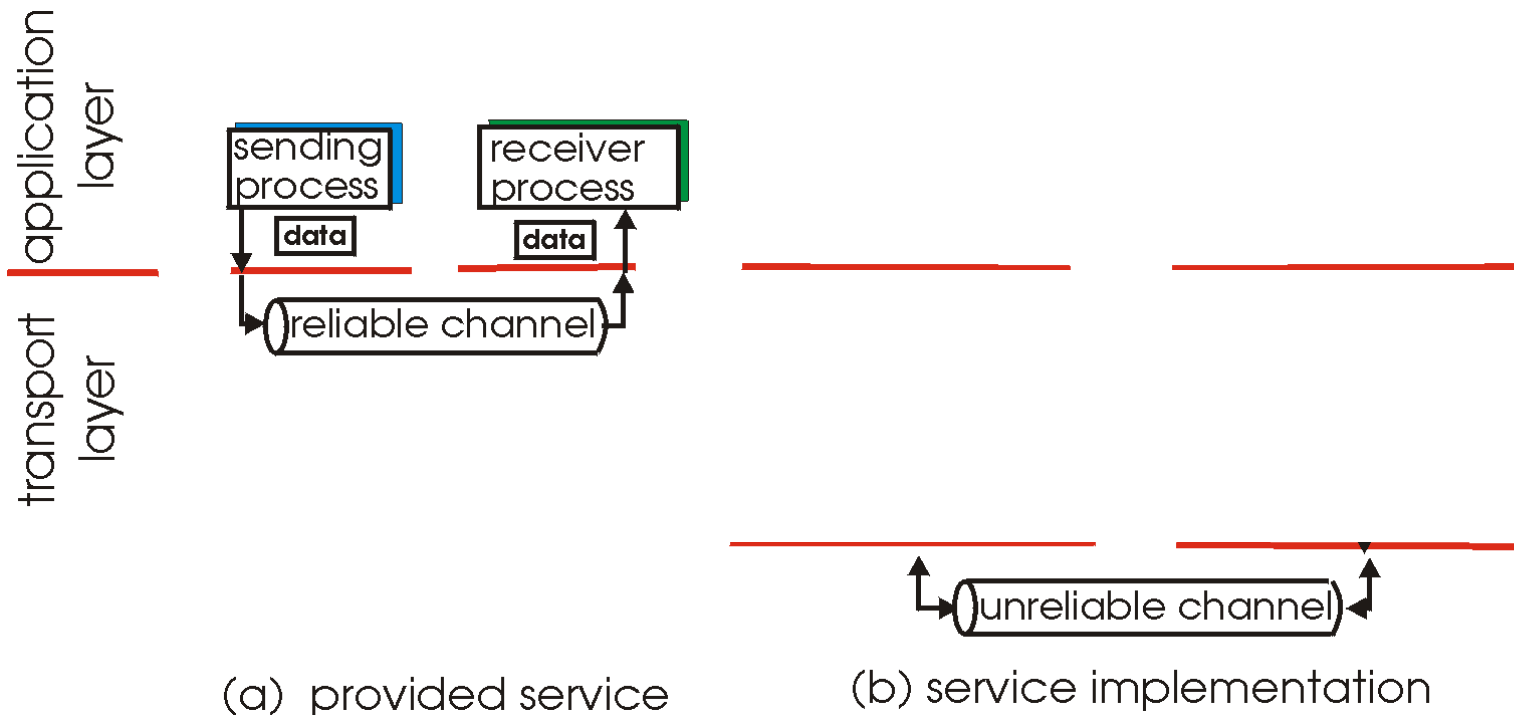 application
layer
sending
process
receiver
process
data
data
transport
layer
reliable channel
unreliable channel
(a) provided service
(b) service implementation